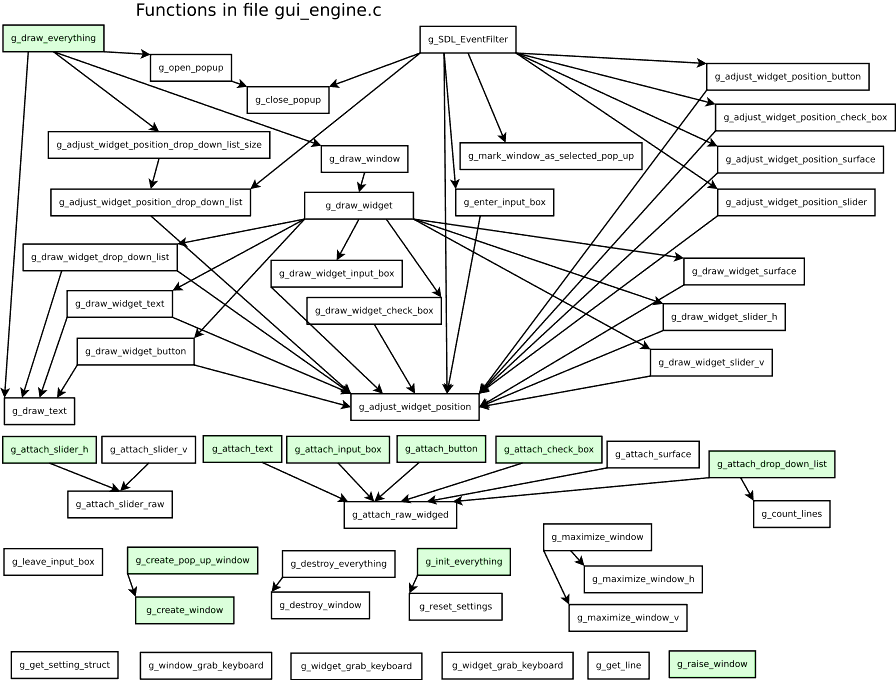 Functions in file gui_engine.c
g_draw_everything
g_SDL_EventFilter
g_open_popup
g_adjust_widget_position_button
g_close_popup
g_adjust_widget_position_check_box
g_adjust_widget_position_drop_down_list_size
g_draw_window
g_mark_window_as_selected_pop_up
g_adjust_widget_position_surface
g_adjust_widget_position_drop_down_list
g_draw_widget
g_enter_input_box
g_adjust_widget_position_slider
g_draw_widget_drop_down_list
g_draw_widget_input_box
g_draw_widget_surface
g_draw_widget_text
g_draw_widget_check_box
g_draw_widget_slider_h
g_draw_widget_button
g_draw_widget_slider_v
g_draw_text
g_adjust_widget_position
g_attach_slider_h
g_attach_slider_v
g_attach_text
g_attach_input_box
g_attach_button
g_attach_check_box
g_attach_surface
g_attach_drop_down_list
g_attach_slider_raw
g_attach_raw_widged
g_count_lines
g_leave_input_box
g_create_pop_up_window
g_destroy_everything
g_init_everything
g_maximize_window
g_maximize_window_h
g_create_window
g_destroy_window
g_reset_settings
g_maximize_window_v
g_get_setting_struct
g_window_grab_keyboard
g_widget_grab_keyboard
g_widget_grab_keyboard
g_get_line
g_raise_window